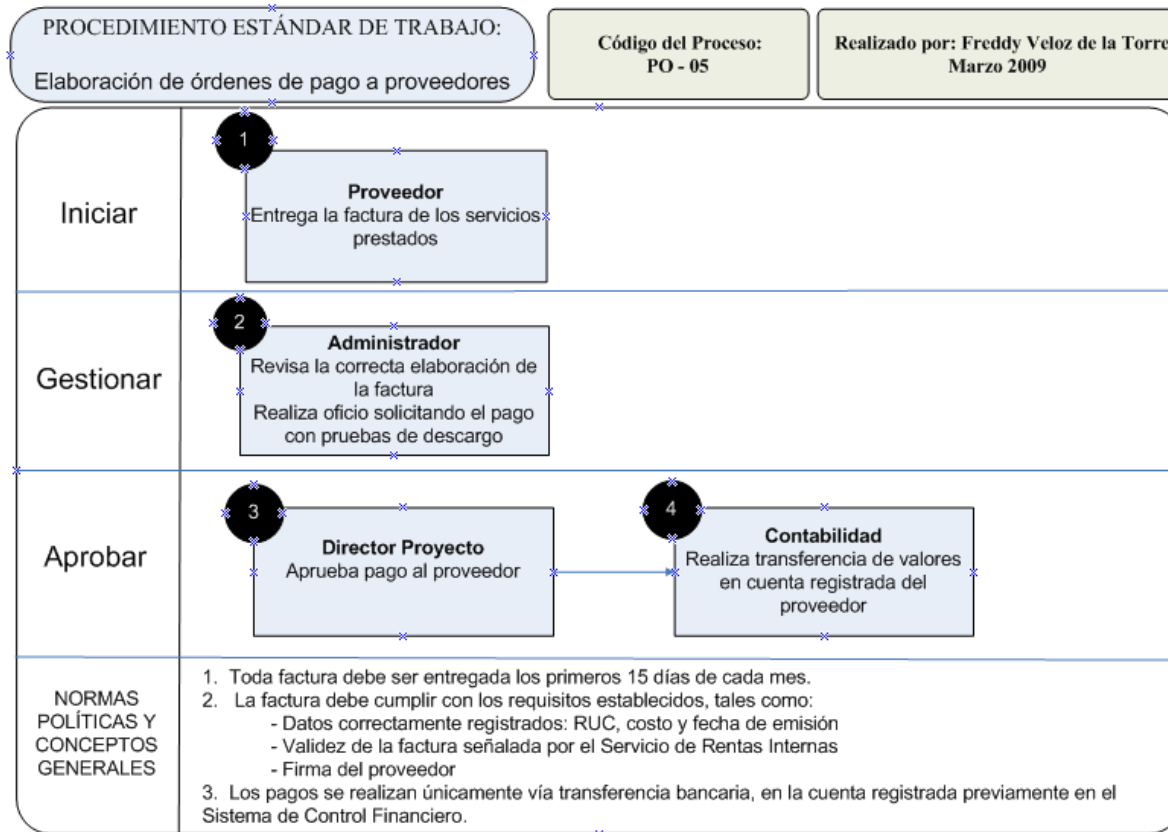 PROCEDIMIENTO ESTÁNDAR DE TRABAJO:
Elaboración de órdenes de pago a proveedores
Código del Proceso:
PO - 05
Realizado por: Freddy Veloz de la Torre
Marzo 2009
Iniciar
1
Proveedor
Entrega la factura de los servicios
prestados
Gestionar
2
Administrador
Revisa la correcta elaboración de
la factura
Realiza oficio solicitando el pago
con pruebas de descargo
Aprobar
3
Director Proyecto
Aprueba pago al proveedor
4
Contabilidad
Realiza transferencia de valores
en cuenta registrada del
proveedor
NORMAS
POLÍTICAS Y
CONCEPTOS
GENERALES
1. Toda factura debe ser entregada los primeros 15 días de cada mes.
2. La factura debe cumplir con los requisitos establecidos, tales como:
- Datos correctamente registrados: RUC, costo y fecha de emisión
- Validez de la factura señalada por el Servicio de Rentas Internas
- Firma del proveedor
3. Los pagos se realizan únicamente vía transferencia bancaria, en la cuenta registrada previamente en el
Sistema de Control Financiero.